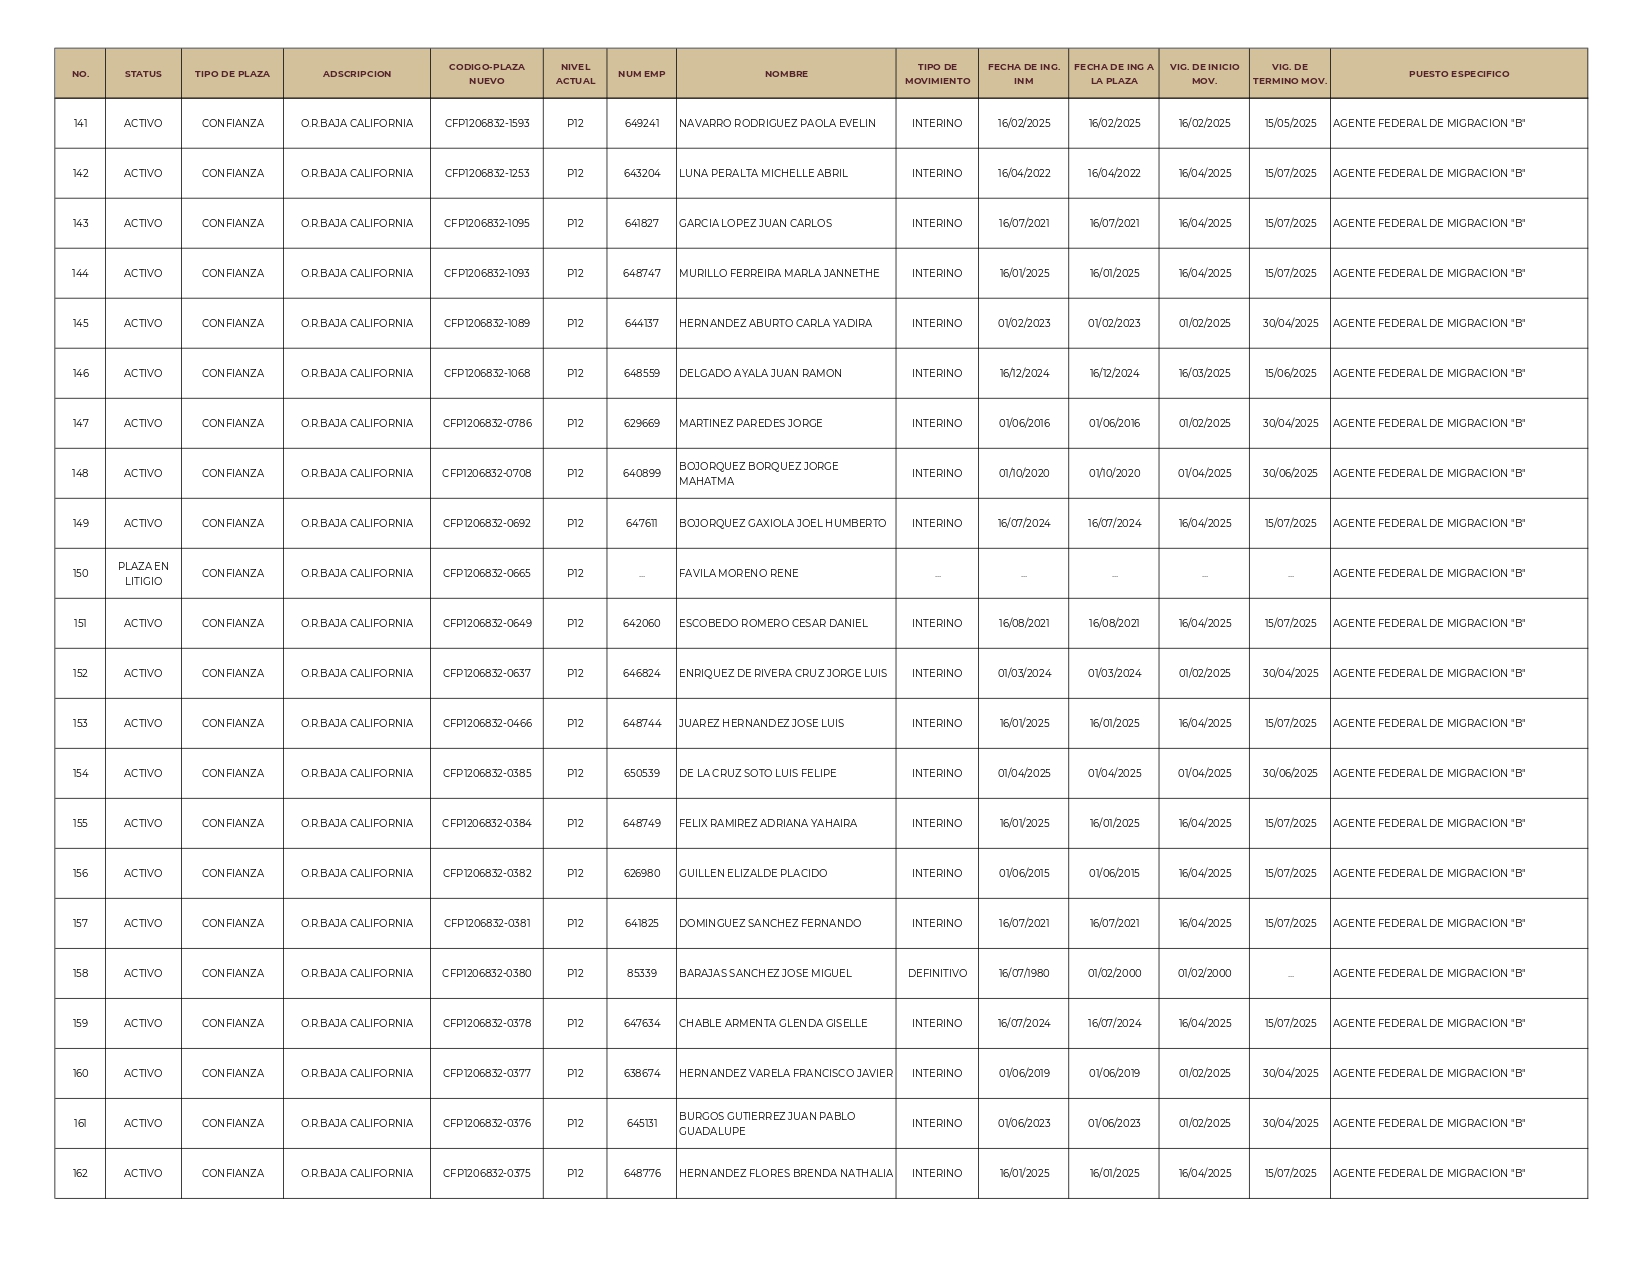 NO. STATUS TIPO DE PLAZA ADSCRIPCION CODIGO-PLAZA NUEVO NIVEL ACTUAL NUM EMP NOMBRE TIPO DE MOVIMIENTO FECHA DE ING. INM FECHA DE ING A LA PLAZA VIG. DE INICIO MOV. VIG. DE TERMINO MOV. PUESTO ESPECIFICO
141 ACTIVO CONFIANZA O.R.BAJA CALIFORNIA CFP1206832-1593 P12 649241 NAVARRO RODRIGUEZ PAOLA EVELIN INTERINO 16/02/2025 16/02/2025 16/02/2025 15/05/2025 AGENTE FEDERAL DE MIGRACION "B"
142 ACTIVO CONFIANZA O.R.BAJA CALIFORNIA CFP1206832-1253 P12 643204 LUNA PERALTA MICHELLE ABRIL INTERINO 16/04/2022 16/04/2022 16/04/2025 15/07/2025 AGENTE FEDERAL DE MIGRACION "B"
143 ACTIVO CONFIANZA O.R.BAJA CALIFORNIA CFP1206832-1095 P12 641827 GARCIA LOPEZ JUAN CARLOS INTERINO 16/07/2021 16/07/2021 16/04/2025 15/07/2025 AGENTE FEDERAL DE MIGRACION "B"
144 ACTIVO CONFIANZA O.R.BAJA CALIFORNIA CFP1206832-1093 P12 648747 MURILLO FERREIRA MARLA JANNETHE INTERINO 16/01/2025 16/01/2025 16/04/2025 15/07/2025 AGENTE FEDERAL DE MIGRACION "B"
145 ACTIVO CONFIANZA O.R.BAJA CALIFORNIA CFP1206832-1089 P12 644137 HERNANDEZ ABURTO CARLA YADIRA INTERINO 01/02/2023 01/02/2023 01/02/2025 30/04/2025 AGENTE FEDERAL DE MIGRACION "B"
146 ACTIVO CONFIANZA O.R.BAJA CALIFORNIA CFP1206832-1068 P12 648559 DELGADO AYALA JUAN RAMON INTERINO 16/12/2024 16/12/2024 16/03/2025 15/06/2025 AGENTE FEDERAL DE MIGRACION "B"
147 ACTIVO CONFIANZA O.R.BAJA CALIFORNIA CFP1206832-0786 P12 629669 MARTINEZ PAREDES JORGE INTERINO 01/06/2016 01/06/2016 01/02/2025 30/04/2025 AGENTE FEDERAL DE MIGRACION "B"
148 ACTIVO CONFIANZA O.R.BAJA CALIFORNIA CFP1206832-0708 P12 640899 BOJORQUEZ BORQUEZ JORGE MAHATMA INTERINO 01/10/2020 01/10/2020 01/04/2025 30/06/2025 AGENTE FEDERAL DE MIGRACION "B"
149 ACTIVO CONFIANZA O.R.BAJA CALIFORNIA CFP1206832-0692 P12 647611 BOJORQUEZ GAXIOLA JOEL HUMBERTO INTERINO 16/07/2024 16/07/2024 16/04/2025 15/07/2025 AGENTE FEDERAL DE MIGRACION "B"
150 PLAZA EN LITIGIO CONFIANZA O.R.BAJA CALIFORNIA CFP1206832-0665 P12 ... FAVILA MORENO RENE ... ... ... ... ... AGENTE FEDERAL DE MIGRACION "B"
151 ACTIVO CONFIANZA O.R.BAJA CALIFORNIA CFP1206832-0649 P12 642060 ESCOBEDO ROMERO CESAR DANIEL INTERINO 16/08/2021 16/08/2021 16/04/2025 15/07/2025 AGENTE FEDERAL DE MIGRACION "B"
152 ACTIVO CONFIANZA O.R.BAJA CALIFORNIA CFP1206832-0637 P12 646824 ENRIQUEZ DE RIVERA CRUZ JORGE LUIS INTERINO 01/03/2024 01/03/2024 01/02/2025 30/04/2025 AGENTE FEDERAL DE MIGRACION "B"
153 ACTIVO CONFIANZA O.R.BAJA CALIFORNIA CFP1206832-0466 P12 648744 JUAREZ HERNANDEZ JOSE LUIS INTERINO 16/01/2025 16/01/2025 16/04/2025 15/07/2025 AGENTE FEDERAL DE MIGRACION "B"
154 ACTIVO CONFIANZA O.R.BAJA CALIFORNIA CFP1206832-0385 P12 650539 DE LA CRUZ SOTO LUIS FELIPE INTERINO 01/04/2025 01/04/2025 01/04/2025 30/06/2025 AGENTE FEDERAL DE MIGRACION "B"
155 ACTIVO CONFIANZA O.R.BAJA CALIFORNIA CFP1206832-0384 P12 648749 FELIX RAMIREZ ADRIANA YAHAIRA INTERINO 16/01/2025 16/01/2025 16/04/2025 15/07/2025 AGENTE FEDERAL DE MIGRACION "B"
156 ACTIVO CONFIANZA O.R.BAJA CALIFORNIA CFP1206832-0382 P12 626980 GUILLEN ELIZALDE PLACIDO INTERINO 01/06/2015 01/06/2015 16/04/2025 15/07/2025 AGENTE FEDERAL DE MIGRACION "B"
157 ACTIVO CONFIANZA O.R.BAJA CALIFORNIA CFP1206832-0381 P12 641825 DOMINGUEZ SANCHEZ FERNANDO INTERINO 16/07/2021 16/07/2021 16/04/2025 15/07/2025 AGENTE FEDERAL DE MIGRACION "B"
158 ACTIVO CONFIANZA O.R.BAJA CALIFORNIA CFP1206832-0380 P12 85339 BARAJAS SANCHEZ JOSE MIGUEL DEFINITIVO 16/07/1980 01/02/2000 01/02/2000 ... AGENTE FEDERAL DE MIGRACION "B"
159 ACTIVO CONFIANZA O.R.BAJA CALIFORNIA CFP1206832-0378 P12 647634 CHABLE ARMENTA GLENDA GISELLE INTERINO 16/07/2024 16/07/2024 16/04/2025 15/07/2025 AGENTE FEDERAL DE MIGRACION "B"
160 ACTIVO CONFIANZA O.R.BAJA CALIFORNIA CFP1206832-0377 P12 638674 HERNANDEZ VARELA FRANCISCO JAVIER INTERINO 01/06/2019 01/06/2019 01/02/2025 30/04/2025 AGENTE FEDERAL DE MIGRACION "B"
161 ACTIVO CONFIANZA O.R.BAJA CALIFORNIA CFP1206832-0376 P12 645131 BURGOS GUTIERREZ JUAN PABLO GUADALUPE INTERINO 01/06/2023 01/06/2023 01/02/2025 30/04/2025 AGENTE FEDERAL DE MIGRACION "B"
162 ACTIVO CONFIANZA O.R.BAJA CALIFORNIA CFP1206832-0375 P12 648776 HERNANDEZ FLORES BRENDA NATHALIA INTERINO 16/01/2025 16/01/2025 16/04/2025 15/07/2025 AGENTE FEDERAL DE MIGRACION "B"